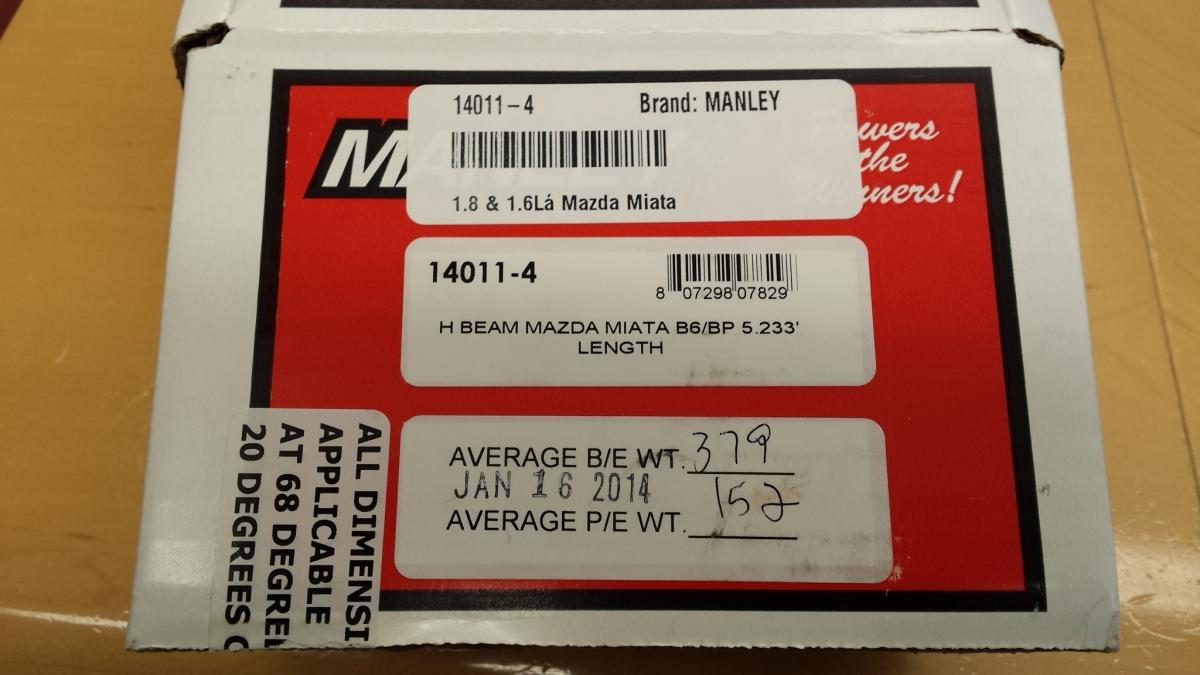 14011-4 Brand: MANLEY
Powers
the
Winners!
1.8 & 1.6Lá Mazda Miata
14011-4
8 07298 07829
H BEAM MAZDA MIATA B6/BP 5.233'
LENGTH
AVERAGE B/E WT. 379
JAN 16 2014 152
AVERAGE P/E WT.
ALL DIMENSI
APPLICABLE
AT 68 DEGREE
20 DEGREES C